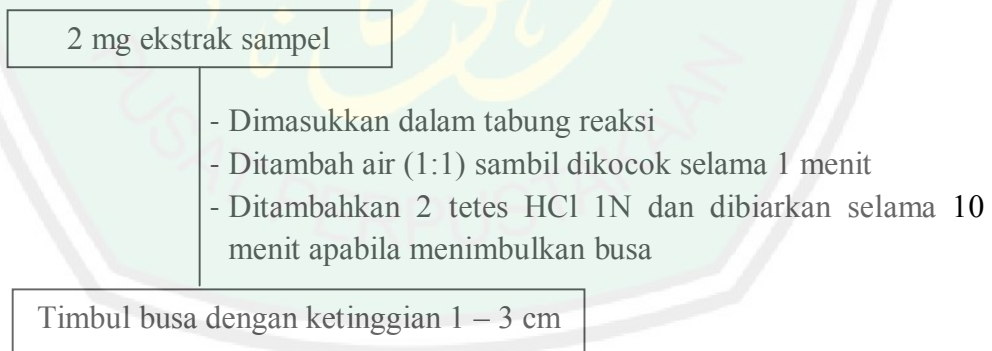 2 mg ekstrak sampel
- Dimasukkan dalam tabung reaksi
- Ditambah air (1:1) sambil dikocok selama 1 menit
- Ditambahkan 2 tetes HCl 1N dan dibiarkan selama 10
menit apabila menimbulkan busa
Timbul busa dengan ketinggian 1 – 3 cm